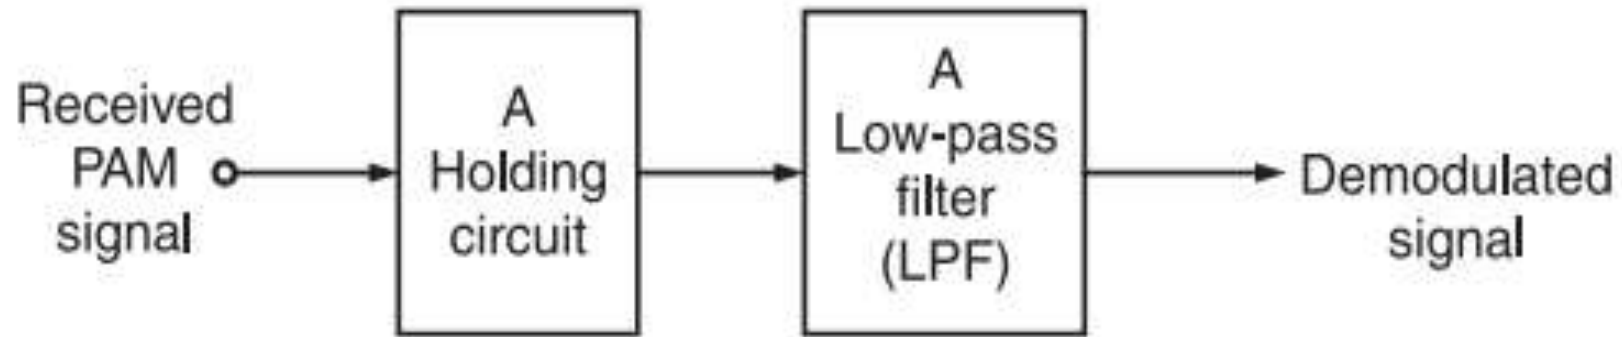 Received
PAM
signal
A
Holding
circuit
A
Low-pass
filter
(LPF)
Demodulated
signal